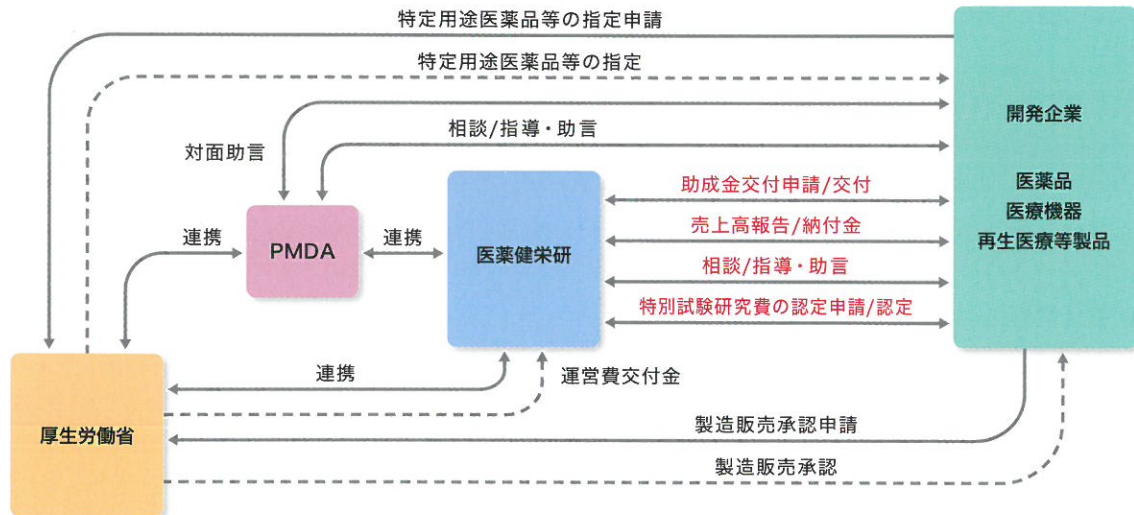 特定用途医薬品等の指定申請
特定用途医薬品等の指定
開発企業
医薬品
医療機器
再生医療等製品
対面助言
相談/指導・助言
助成金交付申請/交付
売上高報告/納付金
相談/指導・助言
特別試験研究費の認定申請/認定
連携
PMDA
連携
医薬健栄研
連携
運営費交付金
厚生労働省
製造販売承認申請
製造販売承認